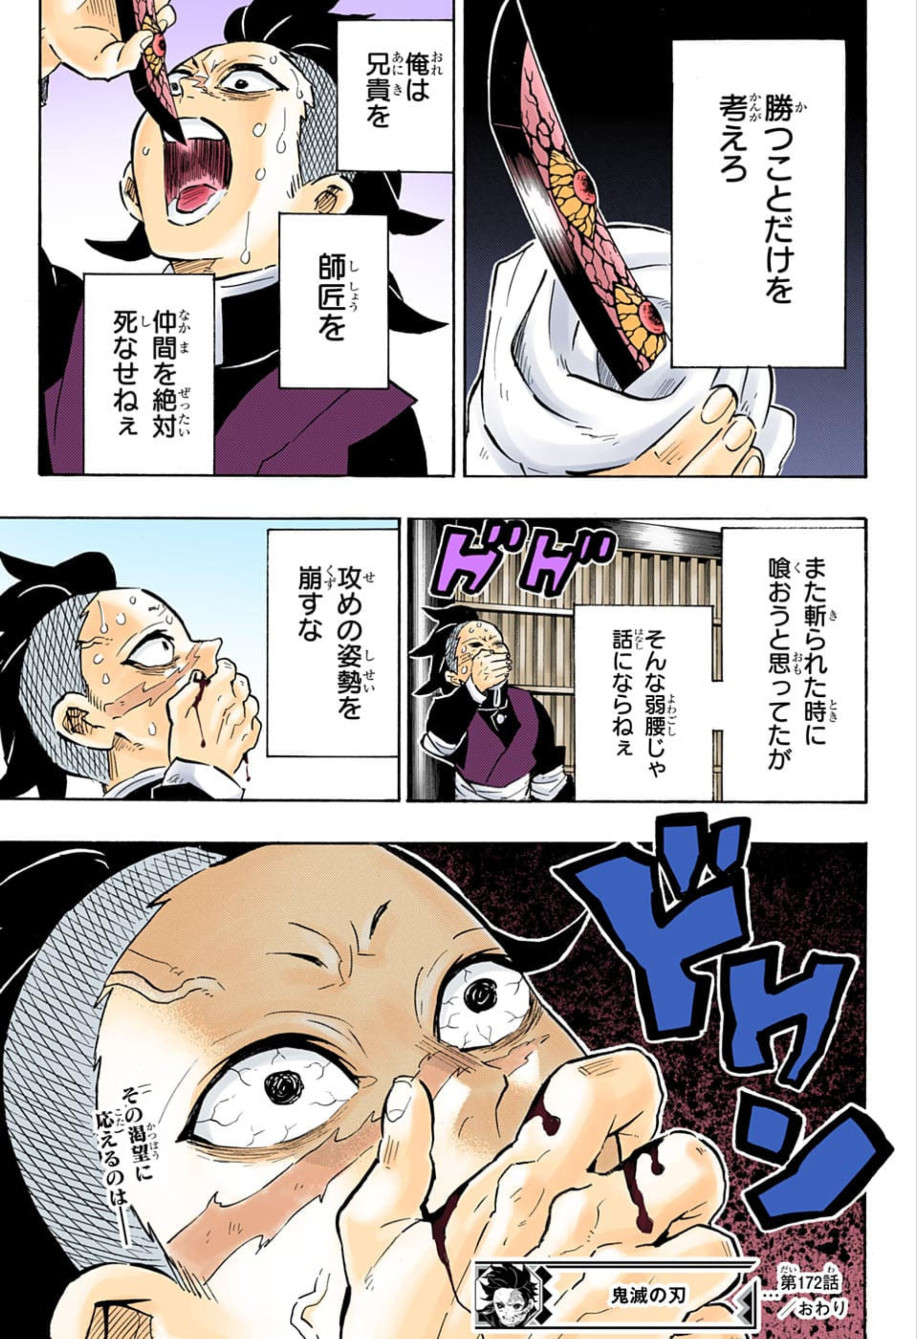 勝つことだけを
考えろ
俺は
兄貴を
師匠を
仲間を絶対
死なせねぇ
また斬られた時に
喰おうと思ってたが
そんな弱腰じゃ
話にならねぇ
ドド
攻めの姿勢を
崩すな
ドクン
その渇望に
応えるのは――
鬼滅の刃
…第172話
／おわり